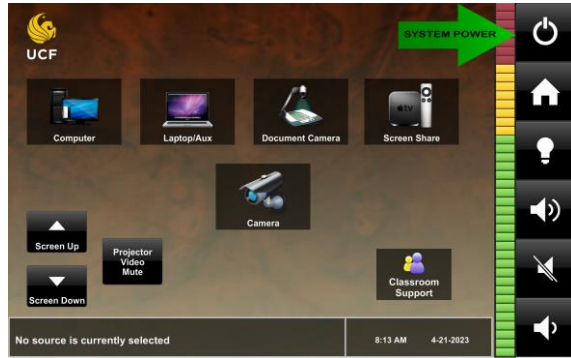 UCF
SYSTEM POWER
Computer
Laptop/Aux
Document Camera
tv
Screen Share
Camera
Screen Up
Projector
Video
Mute
Screen Down
Classroom
Support
No source is currently selected
8:13 AM 4-21-2023